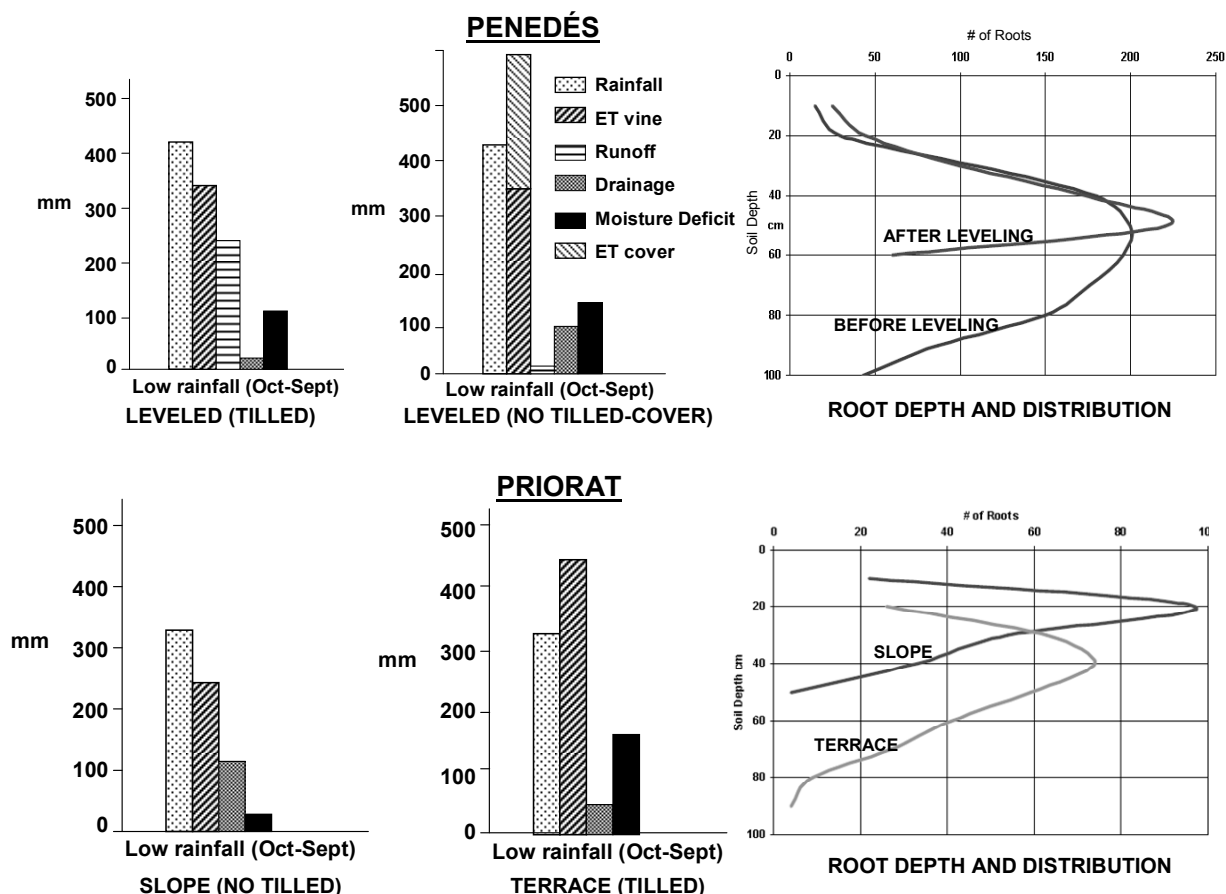 PENEDÉS
500
400
mm
300
200
100
0
Low rainfall (Oct-Sept)
LEVELED (TILLED)
500
400
mm
300
200
100
0
Low rainfall (Oct-Sept)
LEVELED (NO TILLED-COVER)
Rainfall
ET vine
Runoff
Drainage
Moisture Deficit
ET cover
# of Roots
0 50 100 150 200 250
0
20
40
Soil Depth
cm
60
80
100
AFTER LEVELING
BEFORE LEVELING
ROOT DEPTH AND DISTRIBUTION
PRIORAT
500
400
mm
300
200
100
0
Low rainfall (Oct-Sept)
SLOPE (NO TILLED)
500
400
mm
300
200
100
0
Low rainfall (Oct-Sept)
TERRACE (TILLED)
# of Roots
0 20 40 60 80 10
0
20
40
Soil Depth cm
60
80
100
SLOPE
TERRACE
ROOT DEPTH AND DISTRIBUTION